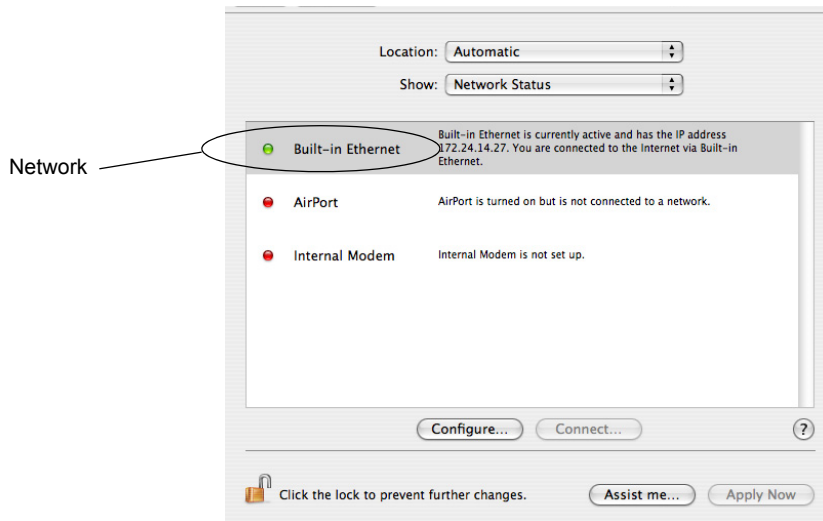 Location: Automatic
Show: Network Status
Network
Built-in Ethernet
Built-in Ethernet is currently active and has the IP address
172.24.14.27. You are connected to the Internet via Built-in
Ethernet.
AirPort
AirPort is turned on but is not connected to a network.
Internal Modem
Internal Modem is not set up.
Configure...
Connect...
?
Click the lock to prevent further changes.
Assist me...
Apply Now